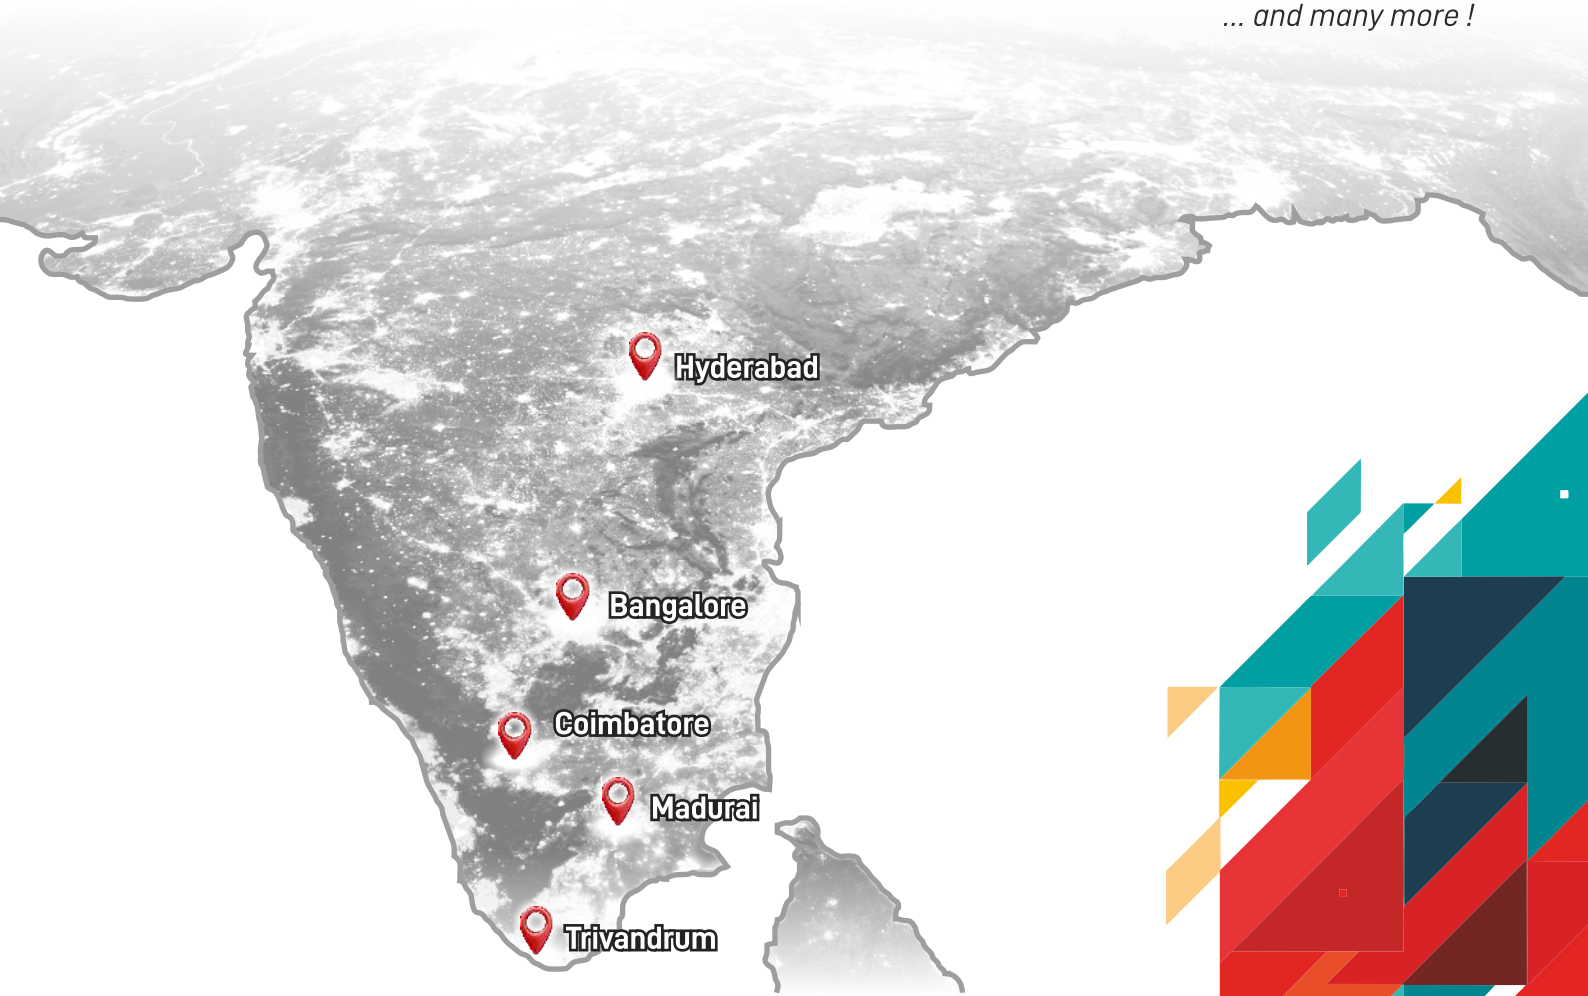 ... and many more !
Hyderabad
Bangalore
Coimbatore
Madurai
Trivandrum